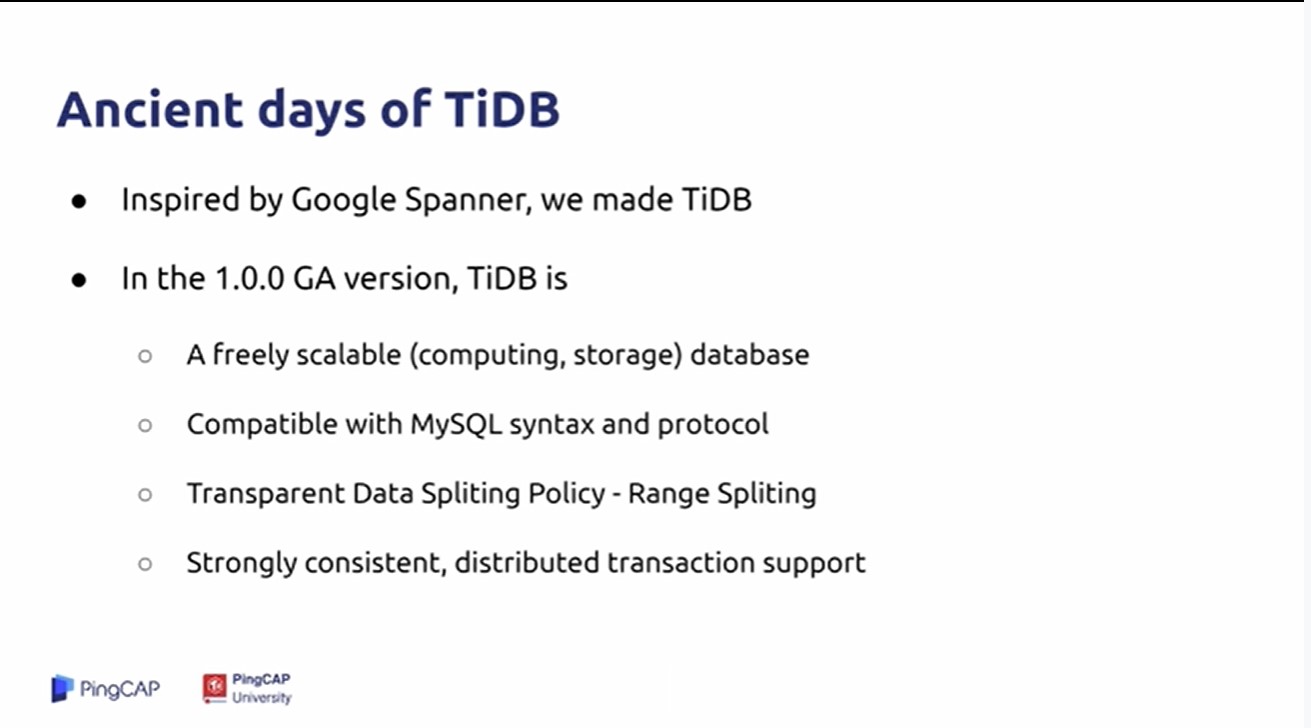 Ancient days of TiDB
● Inspired by Google Spanner, we made TiDB
● In the 1.0.0 GA version, TiDB is
○ A freely scalable (computing, storage) database
○ Compatible with MySQL syntax and protocol
○ Transparent Data Spliting Policy - Range Spliting
○ Strongly consistent, distributed transaction support
PingCAP
PingCAP
University